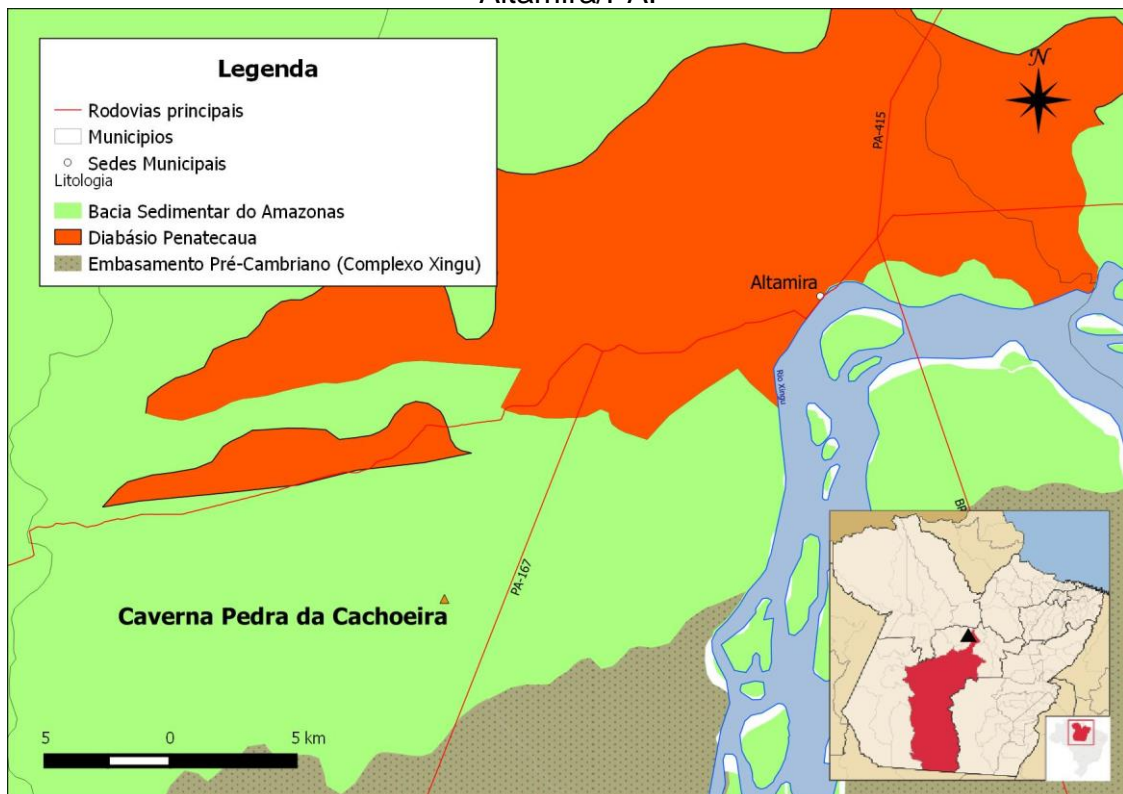 Altamira/PA.
Legenda
Rodovias principais
Municipios
Sedes Municipais
Litologia
Bacia Sedimentar do Amazonas
Diabásio Penatecaua
Embasamento Pré-Cambriano (Complexo Xingu)
N
PA-415
Altamira
Rio Xingu
PA-167
Caverna Pedra da Cachoeira
5 0 5 km